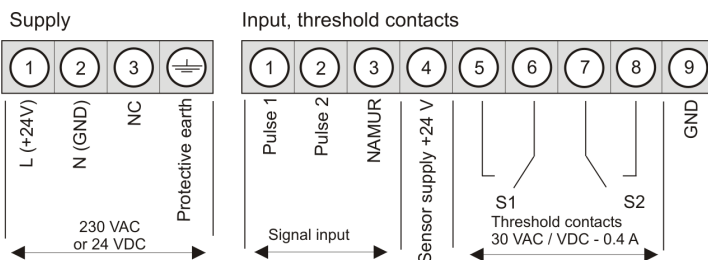 Supply
Input, threshold contacts
1 2 3
1 2 3 4 5 6 7 8 9
L (+24V)
N (GND)
NC
Protective earth
Pulse 1
Pulse 2
NAMUR
Sensor supply +24 V
GND
S1
S2
230 VAC
or 24 VDC
Signal input
Threshold contacts
30 VAC / VDC - 0.4 A